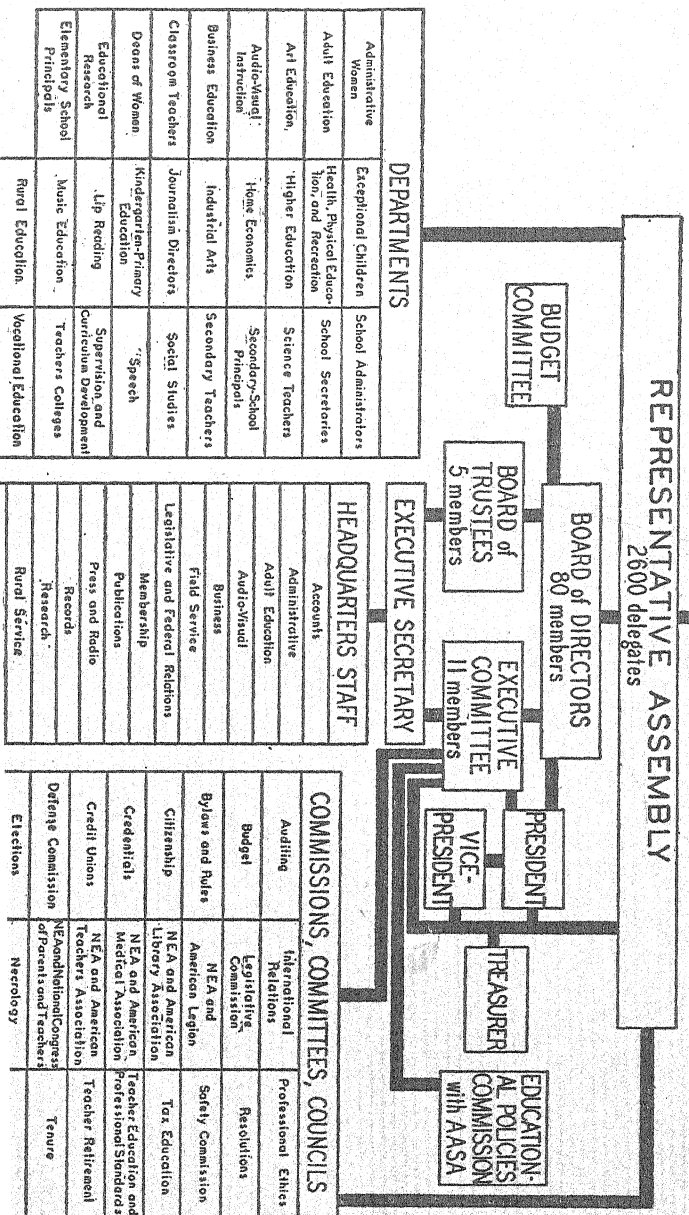 REPRESENTATIVE ASSEMBLY
2600 delegates
BOARD of DIRECTORS
80 members
BUDGET
COMMITTEE
BOARD of
TRUSTEES
5 members
EXECUTIVE
COMMITTEE
11 members
PRESIDENT
VICE-
PRESIDENT
TREASURER
EDUCATION-
AL POLICIES
COMMISSION
with AASA
EXECUTIVE SECRETARY
DEPARTMENTS
Administrative
Women
Exceptional Children
School Administrators
Adult Education
Health, Physical Educa-
tion, and Recreation
School Secretaries
Art Education,
Higher Education
Science Teachers
Audio-Visual
Instruction
Home Economics
Secondary-School
Principals
Business Education
Industrial Arts
Secondary Teachers
Classroom Teachers
Journalism Directors
Social Studies
Deans of Women
Kindergarten-Primary
Education
Speech
Educational
Research
Lip Reading
Supervision and
Curriculum Development
Elementary School
Principals
Music Education
Teachers Colleges
Rural Education
Vocational Education
HEADQUARTERS STAFF
Accounts
Administrative
Adult Education
Audio-Visual
Business
Field Service
Legislative and Federal Relations
Membership
Publications
Press and Radio
Records
Research
Rural Service
COMMISSIONS, COMMITTEES, COUNCILS
Auditing
International
Relations
Professional Ethics
Budget
Legislative
Commission
Resolutions
Bylaws and Rules
NEA and
American Legion
Safety Commission
Citizenship
NEA and American
Library Association
Tax Education
Credentials
NEA and American
Medical Association
Teacher Education and
Professional Standards
Credit Unions
NEA and American
Teachers Association
Teacher Retirement
Defense Commission
NEA and National Congress
of Parents and Teachers
Tenure
Elections
Necrology